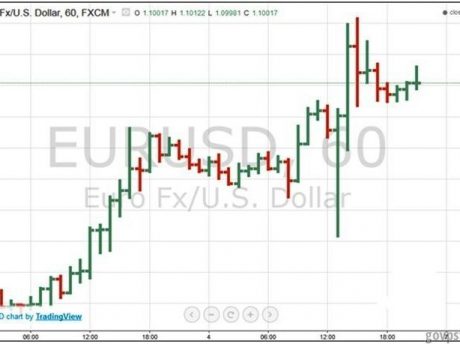 Fx/U.S. Dollar, 60, FXCM O 1.10017 H 1.10122 L 1.09981 C 1.10017
EURUSD, 60
Euro Fx/U.S. Dollar
D chart by TradingView
06:00 12:00 18:00 4 06:00 12:00 18:00